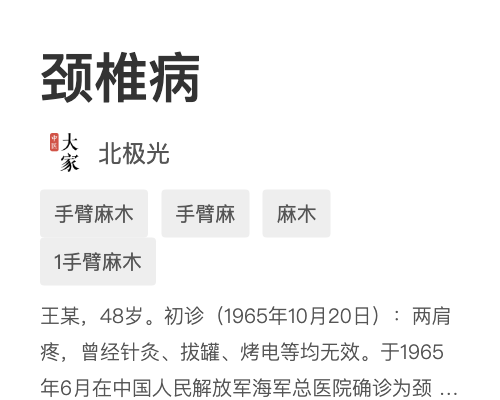 颈椎病
中医大家 北极光
手臂麻木 手臂麻 麻木
1手臂麻木
王某，48岁。初诊（1965年10月20日）：两肩
疼，曾经针灸、拔罐、烤电等均无效。于1965
年6月在中国人民解放军海军总医院确诊为颈 …